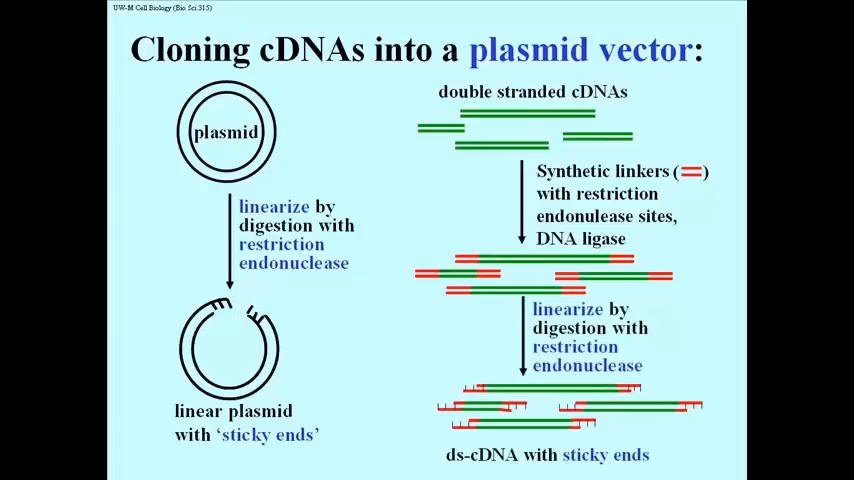 UW-M Cell Biology (Bio Sci 315)
Cloning cDNAs into a plasmid vector:
plasmid
linearize by
digestion with
restriction
endonuclease
linear plasmid
with ‘sticky ends’
double stranded cDNAs
Synthetic linkers ( )
with restriction
endonulease sites,
DNA ligase
linearize by
digestion with
restriction
endonuclease
ds-cDNA with sticky ends